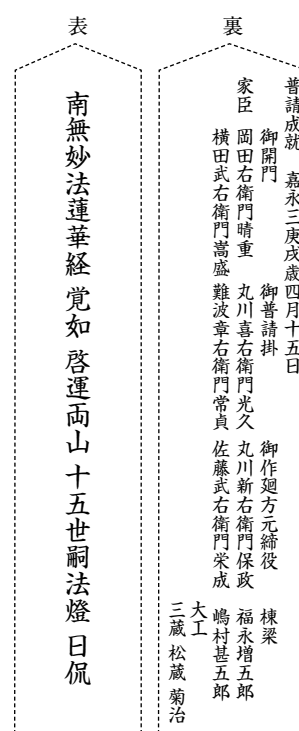 裏
普請成就 嘉永三庚戌歳四月十五日
御開門 御普請掛 御作廻方元締役 棟梁
家臣 岡田右衛門晴重 丸川喜右衛門光久 丸川新右衛門保政 福永増五郎
横田武右衛門嵩盛 難波章右衛門常貞 佐藤武右衛門栄成 嶋村甚五郎
大工
三蔵 松蔵 菊治
表
南無妙法蓮華経 覚如 啓運両山 十五世嗣法燈 日侃